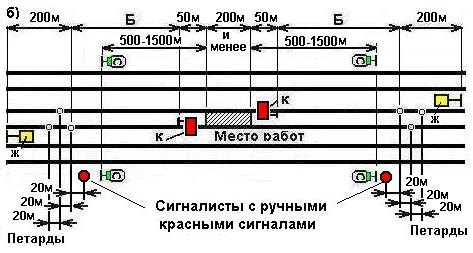 б)
200м Б 50м 200м 50м Б 200м
и
менее
500-1500м 500-1500м
к
ж
к
Место работ
ж
20м 20м
20м Сигналисты с ручными 20м
20м красными сигналами 20м
Петарды Петарды